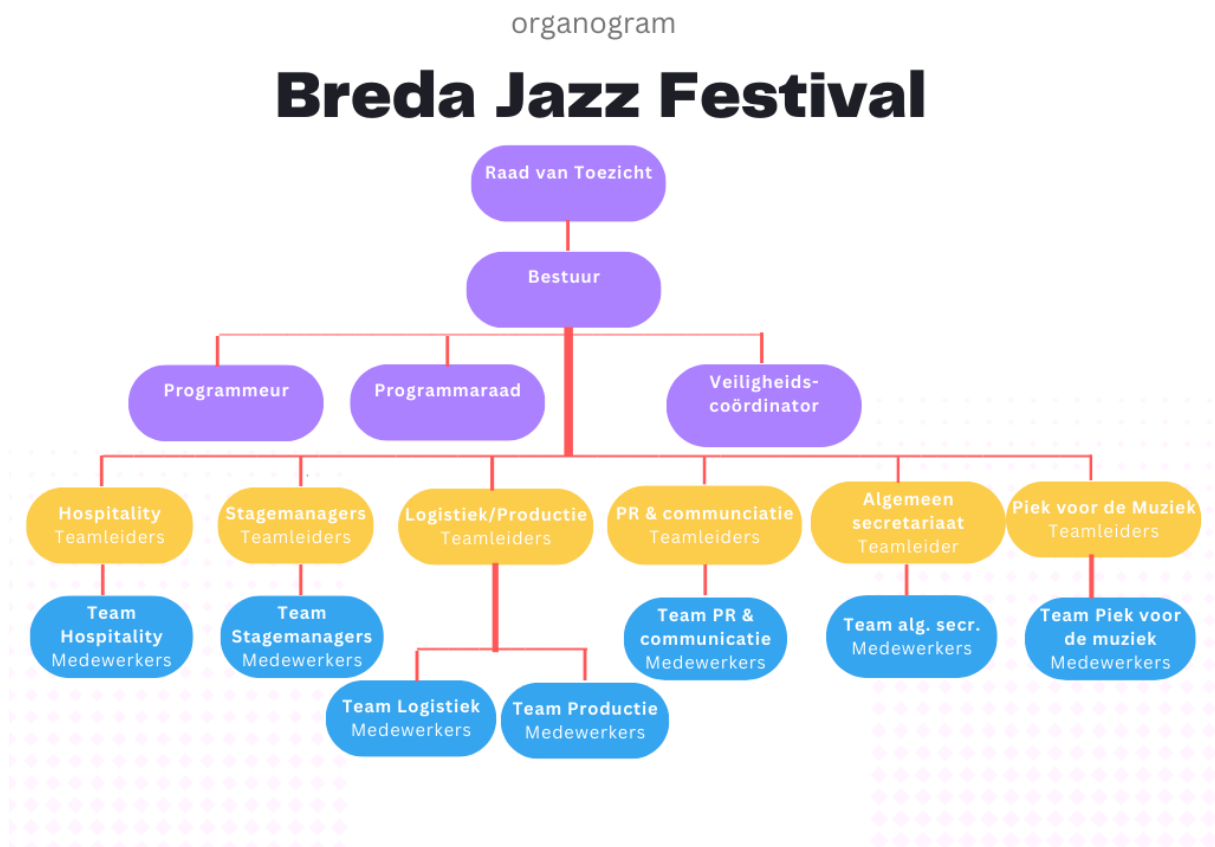 organogram
Breda Jazz Festival
Raad van Toezicht
Bestuur
Programmeur
Programmaraad
Veiligheids-
coördinator
Hospitality
Teamleiders
Stagemanagers
Teamleiders
Logistiek/Productie
Teamleiders
PR & communciatie
Teamleiders
Algemeen
secretariaat
Teamleider
Piek voor de Muziek
Teamleiders
Team
Hospitality
Medewerkers
Team
Stagemanagers
Medewerkers
Team Logistiek
Medewerkers
Team Productie
Medewerkers
Team PR &
communicatie
Medewerkers
Team alg. secr.
Medewerkers
Team Piek voor
de muziek
Medewerkers